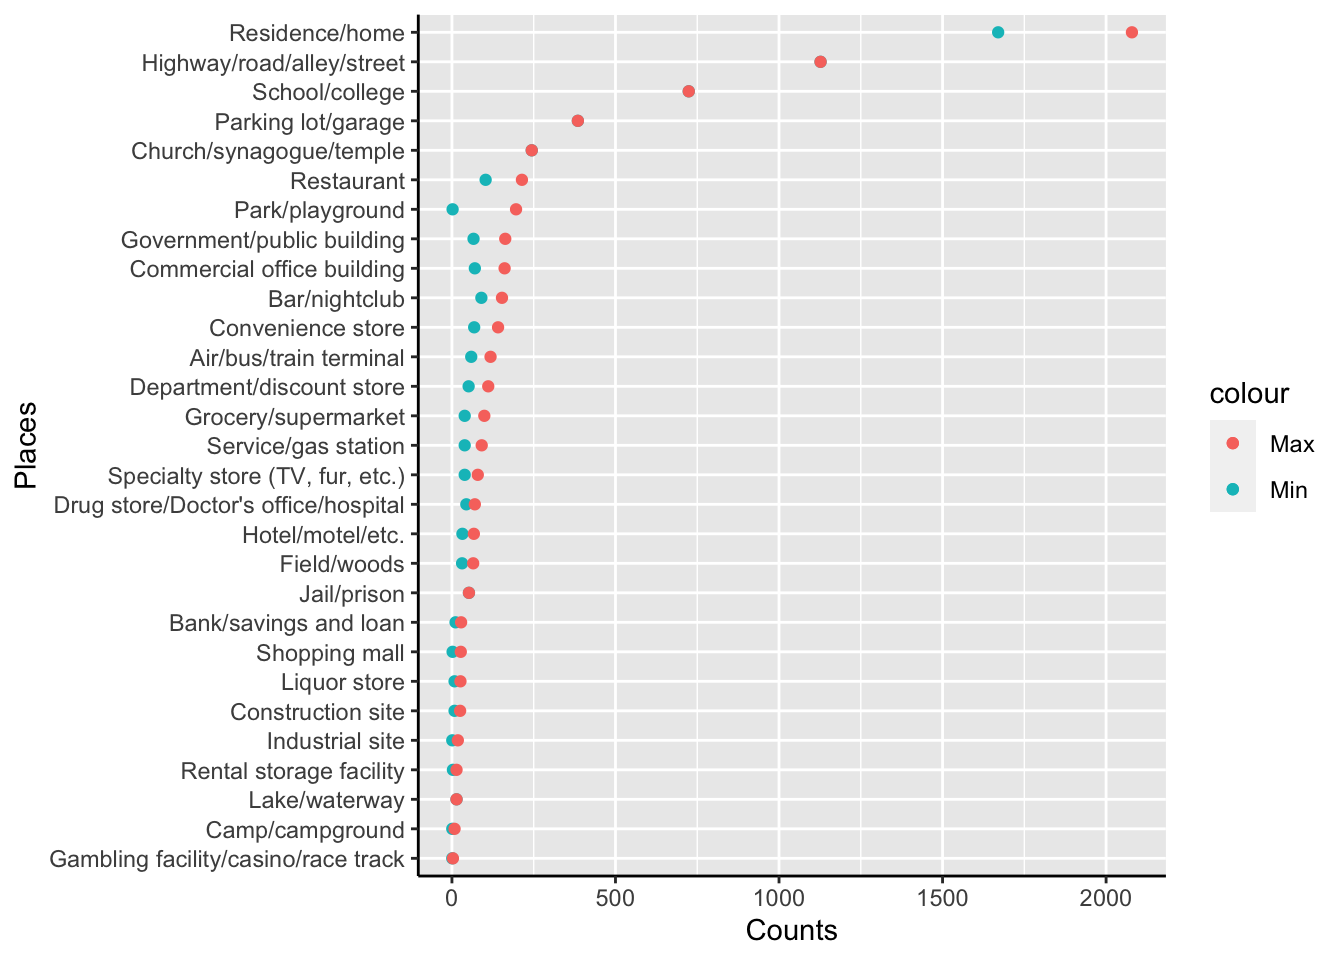 Residence/home
Highway/road/alley/street
School/college
Parking lot/garage
Church/synagogue/temple
Restaurant
Park/playground
Government/public building
Commercial office building
Bar/nightclub
Convenience store
Air/bus/train terminal
Department/discount store
Grocery/supermarket
Service/gas station
Specialty store (TV, fur, etc.)
Drug store/Doctor's office/hospital
Hotel/motel/etc.
Field/woods
Jail/prison
Bank/savings and loan
Shopping mall
Liquor store
Construction site
Industrial site
Rental storage facility
Lake/waterway
Camp/campground
Gambling facility/casino/race track
Places
0 500 1000 1500 2000
Counts
colour
Max
Min